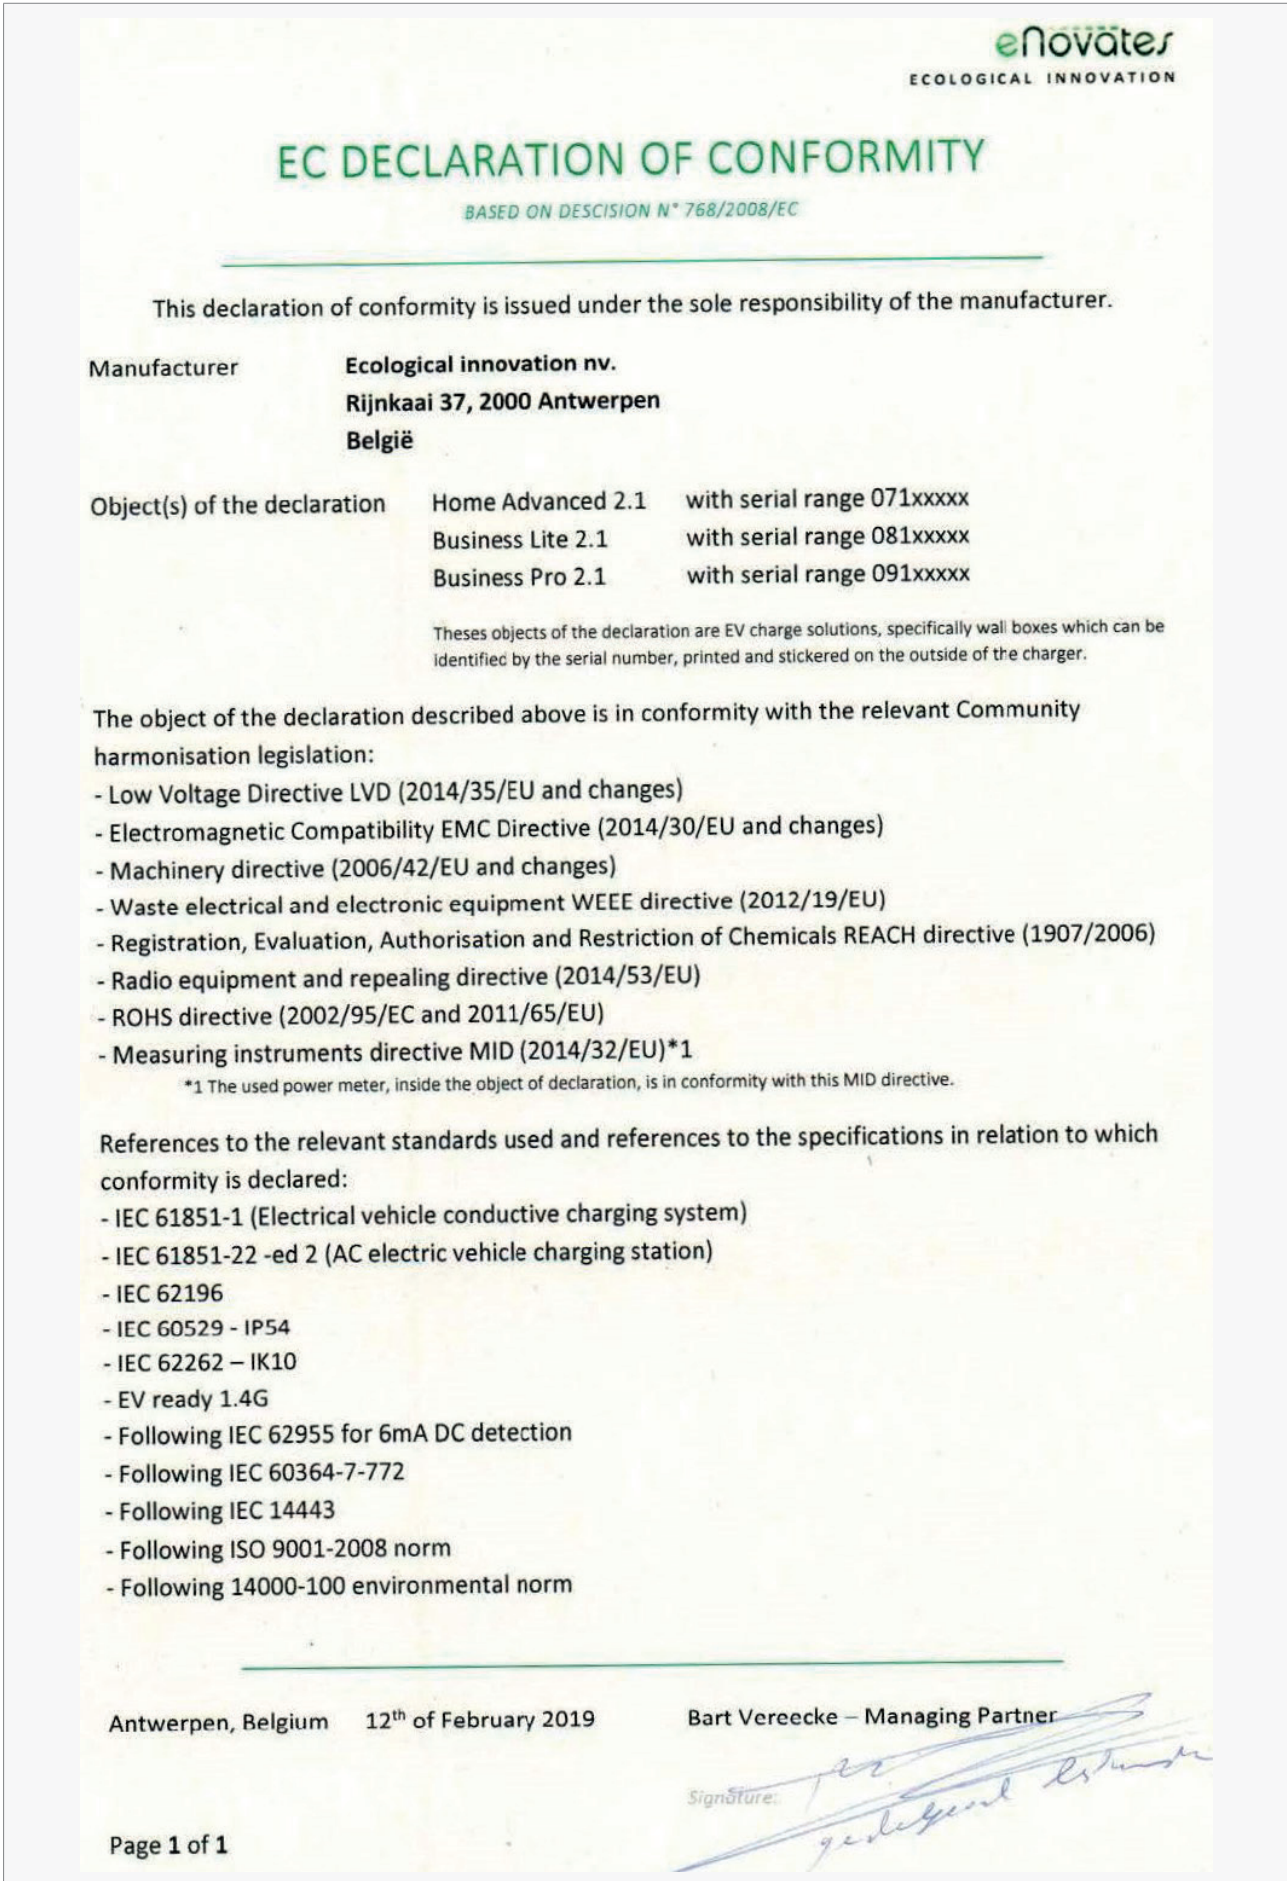 eNovates
ECOLOGICAL INNOVATION
EC DECLARATION OF CONFORMITY
BASED ON DESCISION N° 768/2008/EC
This declaration of conformity is issued under the sole responsibility of the manufacturer.
Manufacturer Ecological innovation nv.
Rijnkaai 37, 2000 Antwerpen
België
Object(s) of the declaration Home Advanced 2.1 with serial range 071xxxxx
Business Lite 2.1 with serial range 081xxxxx
Business Pro 2.1 with serial range 091xxxxx
Theses objects of the declaration are EV charge solutions, specifically wall boxes which can be
identified by the serial number, printed and stickered on the outside of the charger.
The object of the declaration described above is in conformity with the relevant Community
harmonisation legislation:
- Low Voltage Directive LVD (2014/35/EU and changes)
- Electromagnetic Compatibility EMC Directive (2014/30/EU and changes)
- Machinery directive (2006/42/EU and changes)
- Waste electrical and electronic equipment WEEE directive (2012/19/EU)
- Registration, Evaluation, Authorisation and Restriction of Chemicals REACH directive (1907/2006)
- Radio equipment and repealing directive (2014/53/EU)
- ROHS directive (2002/95/EC and 2011/65/EU)
- Measuring instruments directive MID (2014/32/EU)*1
*1 The used power meter, inside the object of declaration, is in conformity with this MID directive.
References to the relevant standards used and references to the specifications in relation to which
conformity is declared:
- IEC 61851-1 (Electrical vehicle conductive charging system)
- IEC 61851-22 -ed 2 (AC electric vehicle charging station)
- IEC 62196
- IEC 60529 - IP54
- IEC 62262 – IK10
- EV ready 1.4G
- Following IEC 62955 for 6mA DC detection
- Following IEC 60364-7-772
- Following IEC 14443
- Following ISO 9001-2008 norm
- Following 14000-100 environmental norm
Antwerpen, Belgium 12th of February 2019 Bart Vereecke – Managing Partner
Signature:
Page 1 of 1